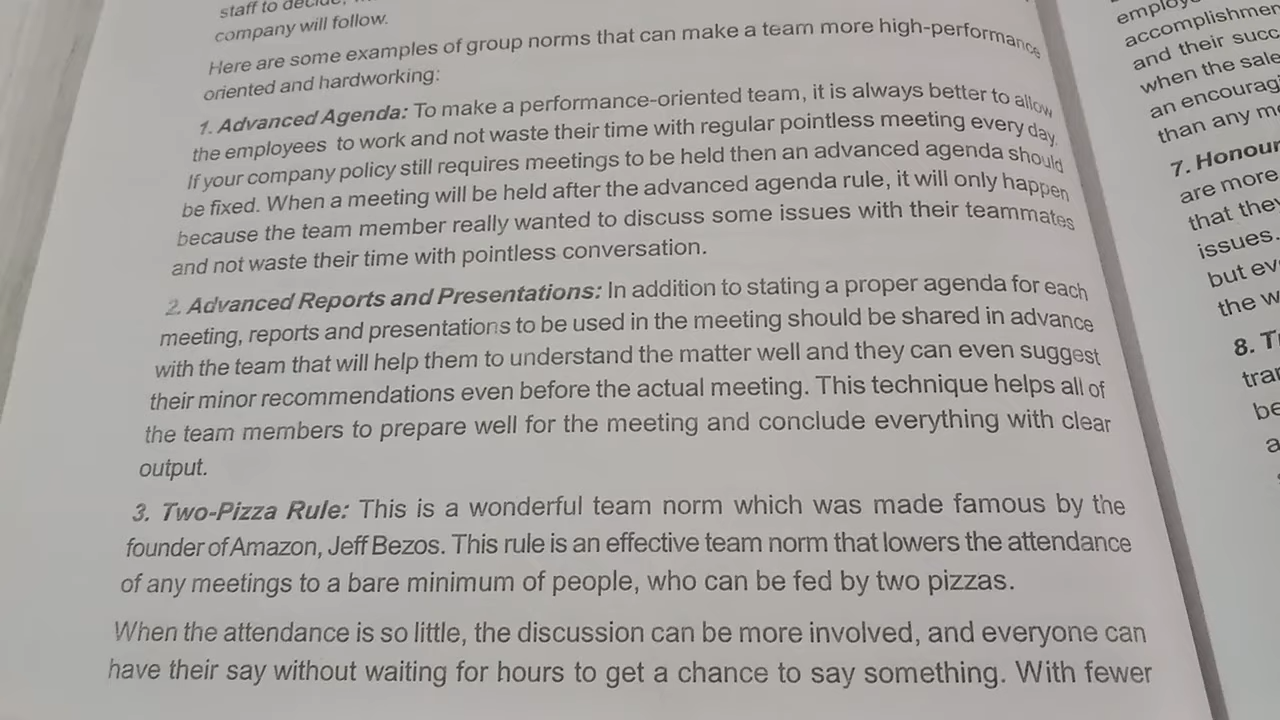 staff to decide,
company will follow.
Here are some examples of group norms that can make a team more high-performance
oriented and hardworking:
1. Advanced Agenda: To make a performance-oriented team, it is always better to allow
the employees to work and not waste their time with regular pointless meeting every day.
If your company policy still requires meetings to be held then an advanced agenda should
be fixed. When a meeting will be held after the advanced agenda rule, it will only happen
because the team member really wanted to discuss some issues with their teammates
and not waste their time with pointless conversation.
2. Advanced Reports and Presentations: In addition to stating a proper agenda for each
meeting, reports and presentations to be used in the meeting should be shared in advance
with the team that will help them to understand the matter well and they can even suggest
their minor recommendations even before the actual meeting. This technique helps all of
the team members to prepare well for the meeting and conclude everything with clear
output.
3. Two-Pizza Rule: This is a wonderful team norm which was made famous by the
founder of Amazon, Jeff Bezos. This rule is an effective team norm that lowers the attendance
of any meetings to a bare minimum of people, who can be fed by two pizzas.
When the attendance is so little, the discussion can be more involved, and everyone can
have their say without waiting for hours to get a chance to say something. With fewer
and their succ
when the sale
an encourag
than any
7. Honour
are more
that they
issues.
but ev
the w
8. T
tra
be
a